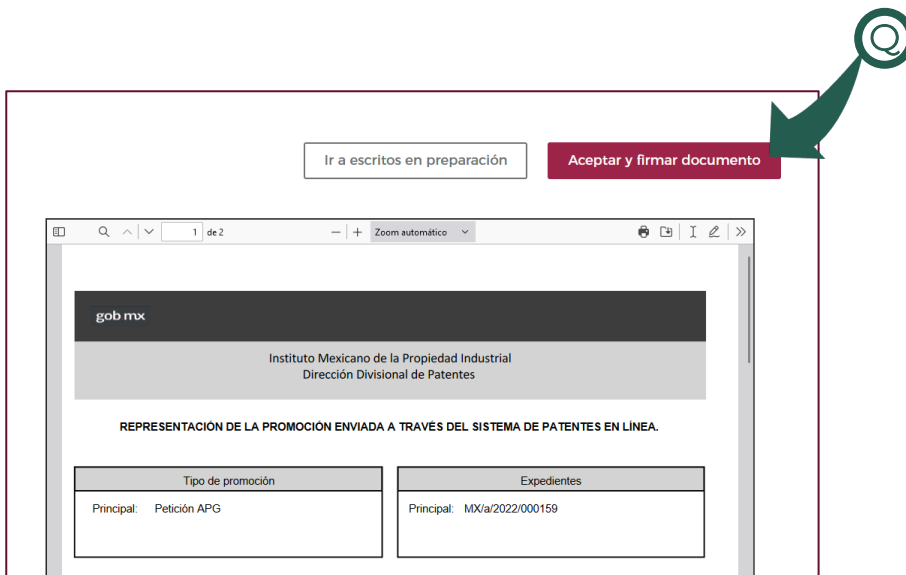 Q
Ir a escritos en preparación
Aceptar y firmar documento
1 de 2
Zoom automático
gob mx
Instituto Mexicano de la Propiedad Industrial
Dirección Divisional de Patentes
REPRESENTACIÓN DE LA PROMOCIÓN ENVIADA A TRAVÉS DEL SISTEMA DE PATENTES EN LÍNEA.
Tipo de promoción
Principal: Petición APG
Expedientes
Principal: MX/a/2022/000159